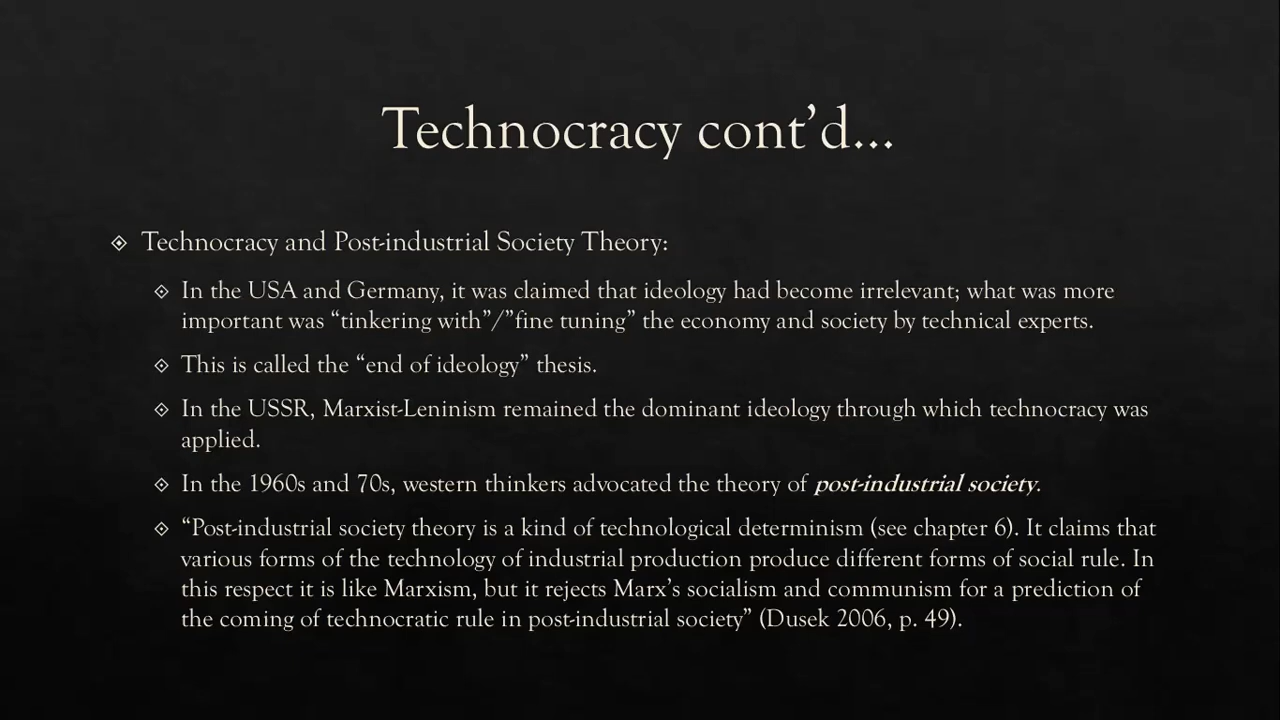 Technocracy cont’d…
Technocracy and Post-industrial Society Theory:
In the USA and Germany, it was claimed that ideology had become irrelevant; what was more
important was “tinkering with”/”fine tuning” the economy and society by technical experts.
This is called the “end of ideology” thesis.
In the USSR, Marxist-Leninism remained the dominant ideology through which technocracy was
applied.
In the 1960s and 70s, western thinkers advocated the theory of post-industrial society.
“Post-industrial society theory is a kind of technological determinism (see chapter 6). It claims that
various forms of the technology of industrial production produce different forms of social rule. In
this respect it is like Marxism, but it rejects Marx’s socialism and communism for a prediction of
the coming of technocratic rule in post-industrial society” (Dusek 2006, p. 49).